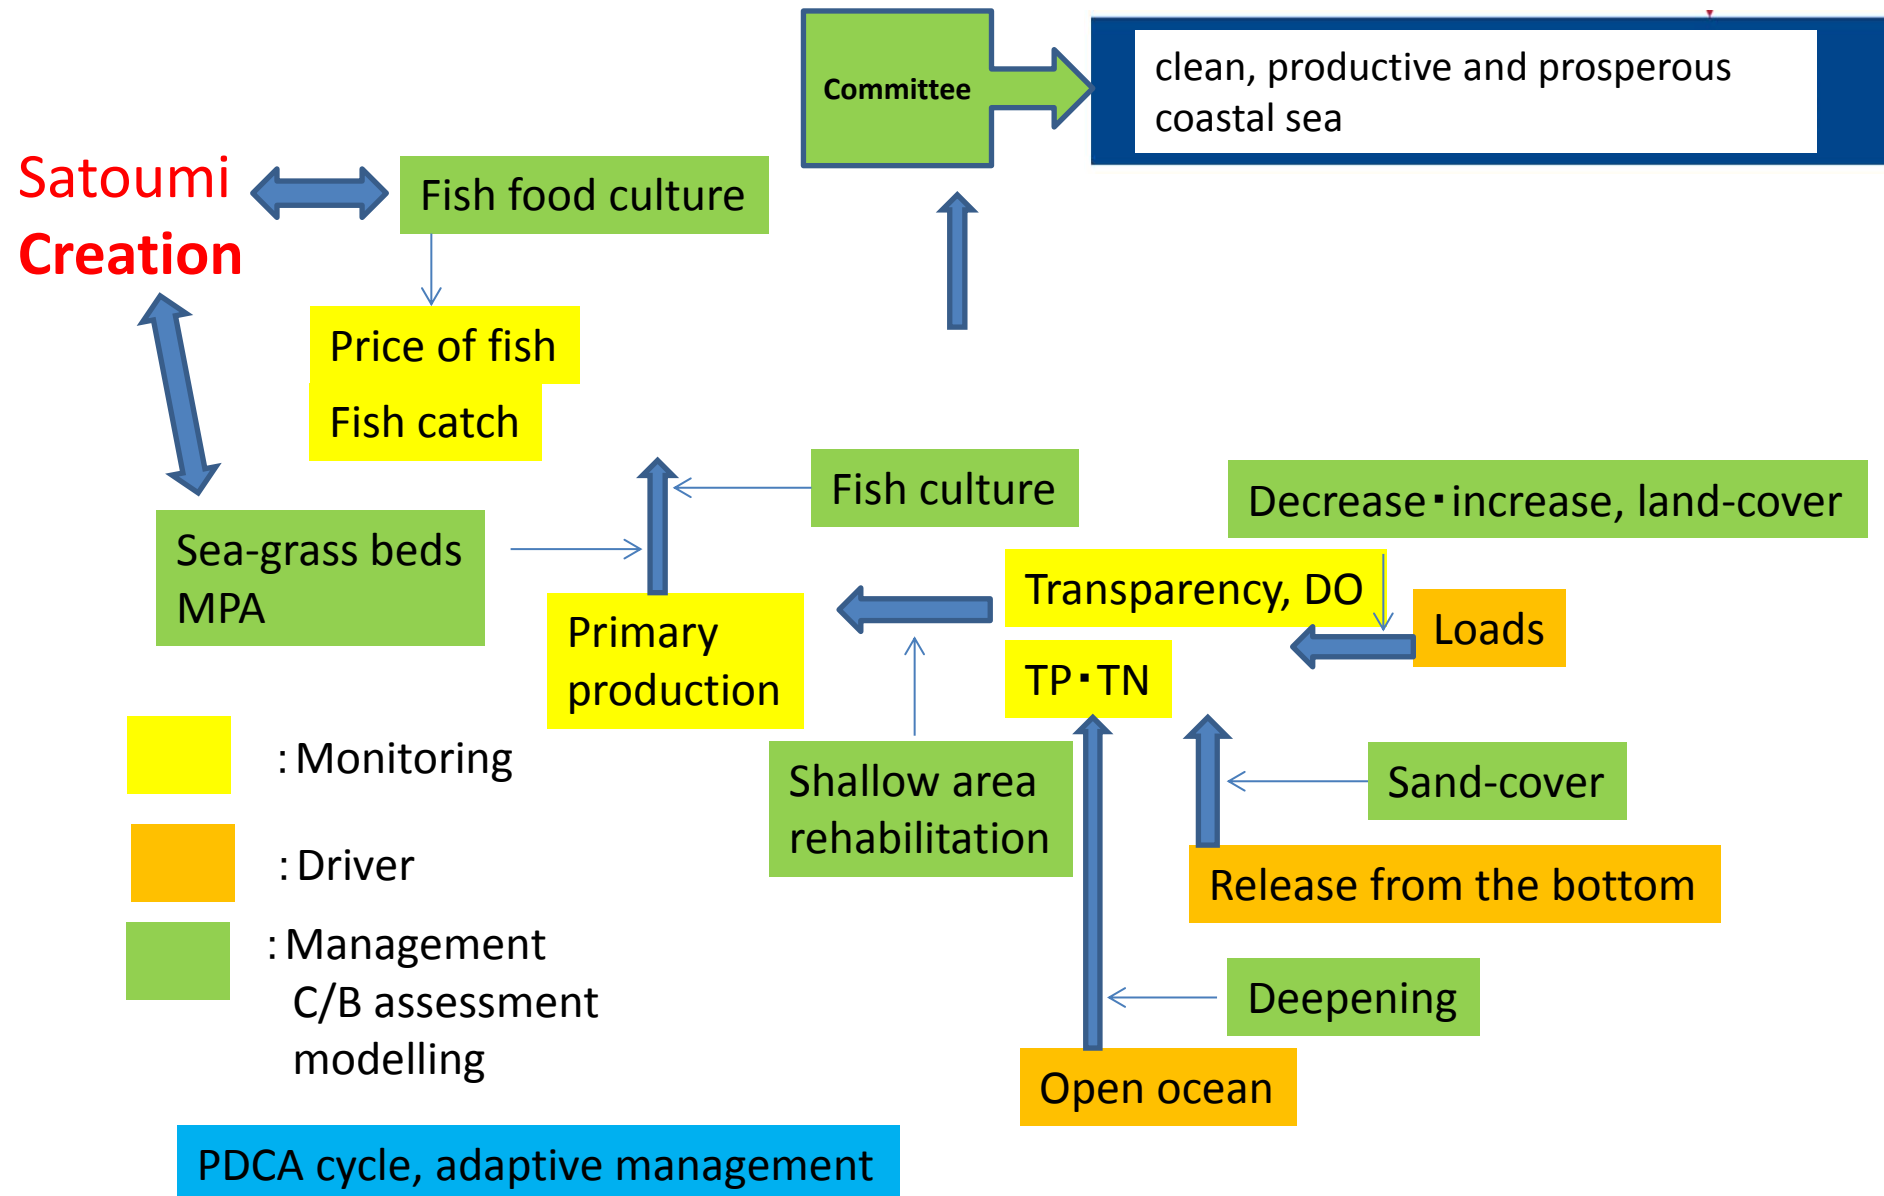 Committee
clean, productive and prosperous
coastal sea
Satoumi
Creation
Fish food culture
Price of fish
Fish catch
Fish culture
Decrease・increase, land-cover
Sea-grass beds
MPA
Transparency, DO
Loads
Primary
production
TP・TN
: Monitoring
Shallow area
rehabilitation
Sand-cover
: Driver
Release from the bottom
: Management
C/B assessment
modelling
Deepening
Open ocean
PDCA cycle, adaptive management